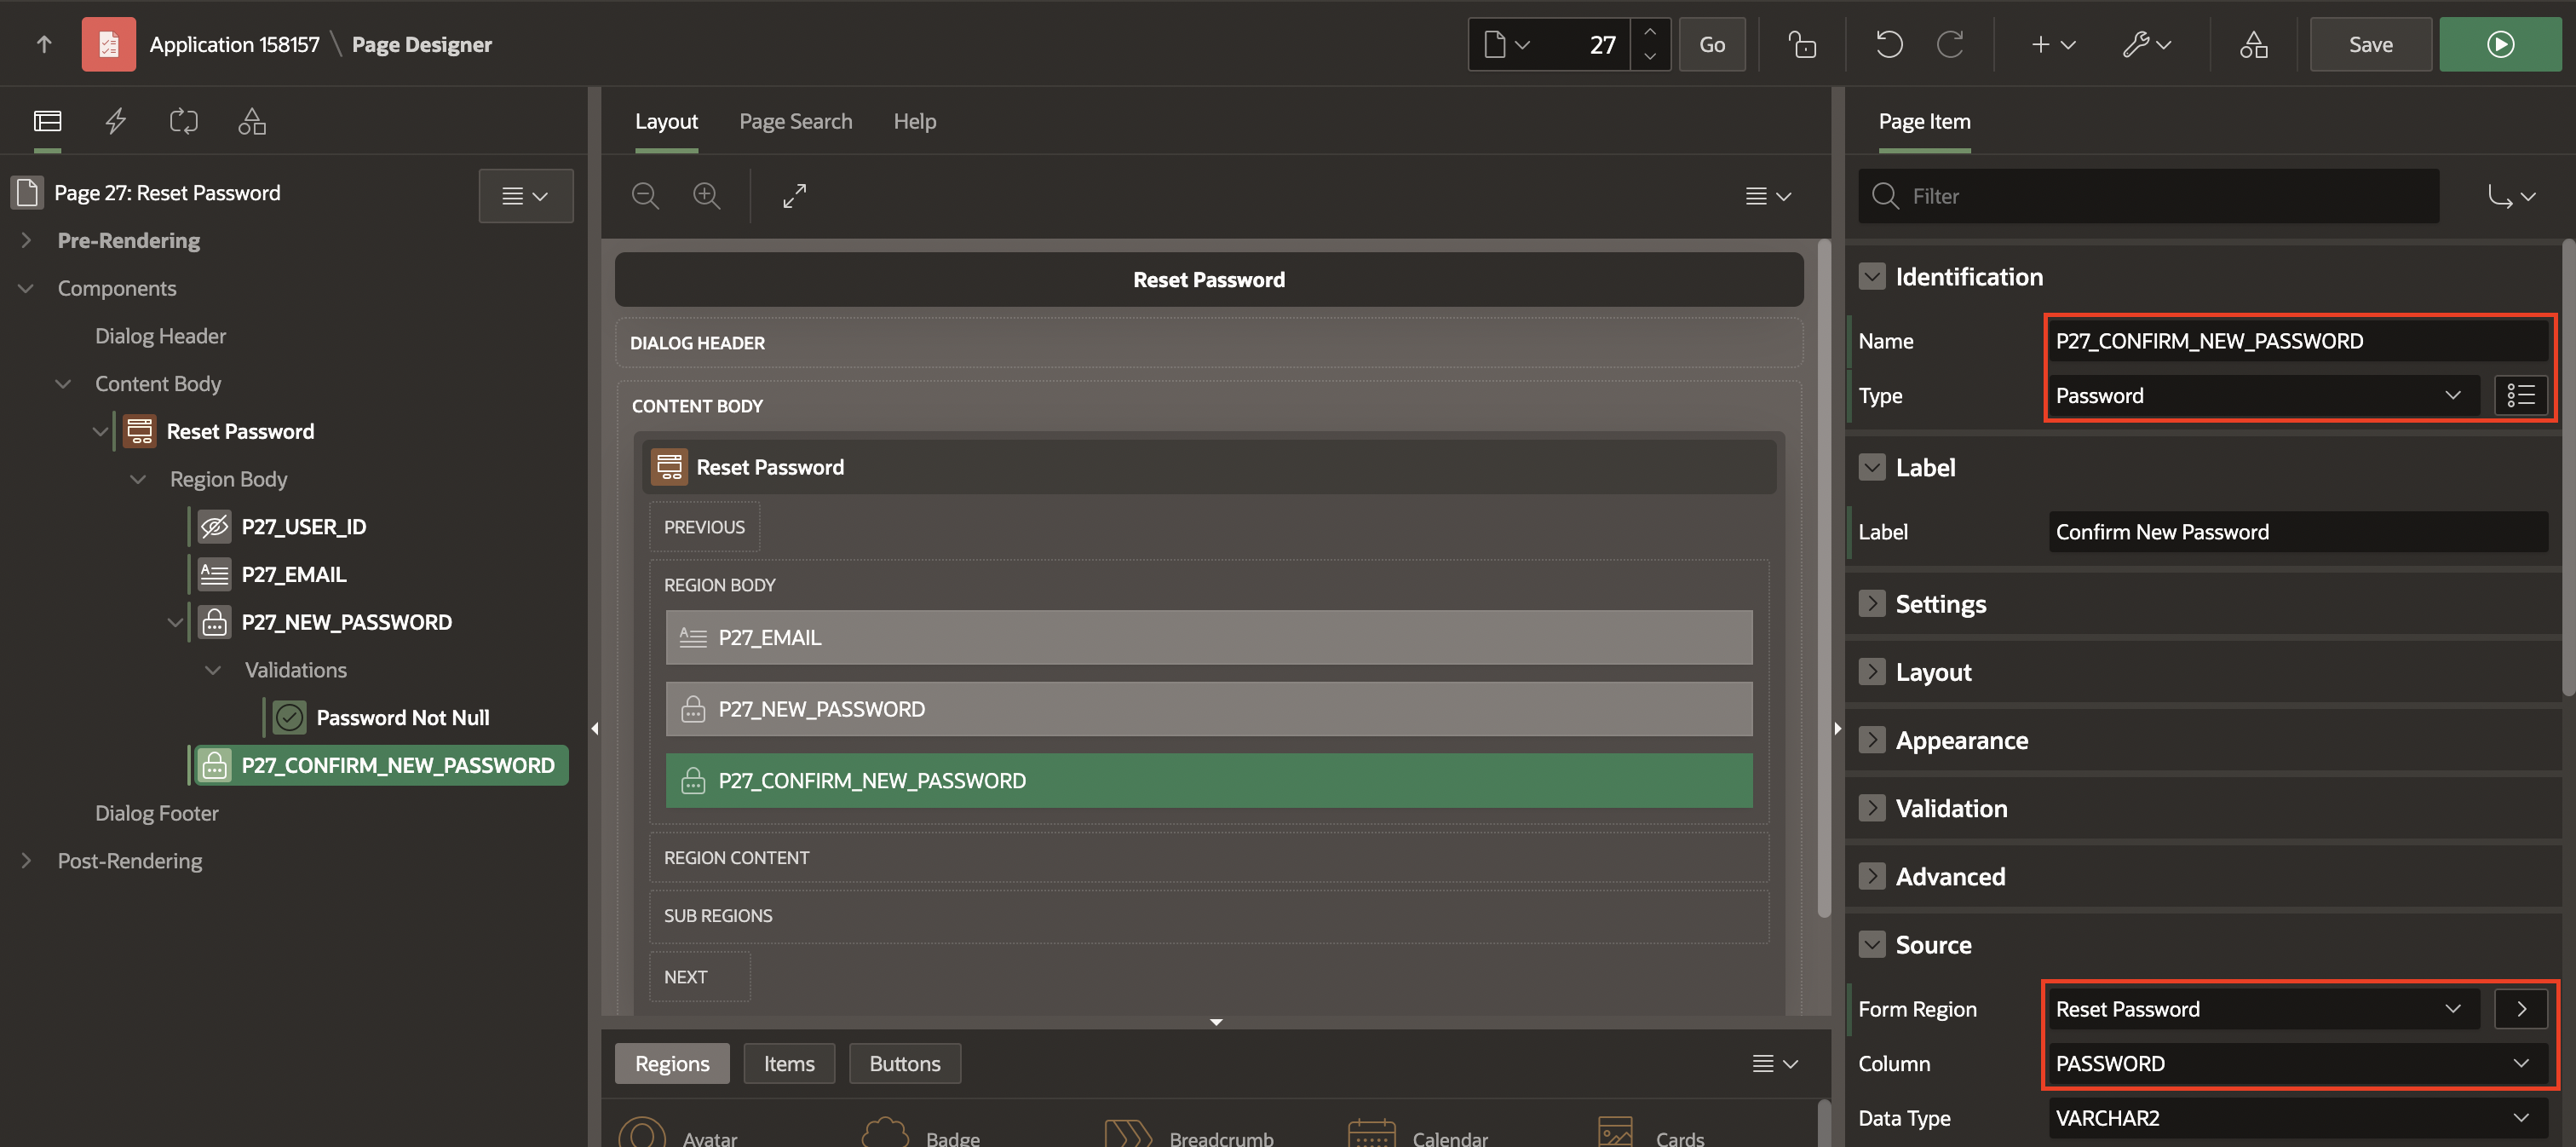 Application 158157 \ Page Designer
27
Go
Save
Layout
Page Search
Help
Page Item
Page 27: Reset Password
Pre-Rendering
Components
Dialog Header
Content Body
Reset Password
Region Body
P27_USER_ID
P27_EMAIL
P27_NEW_PASSWORD
Validations
Password Not Null
P27_CONFIRM_NEW_PASSWORD
Dialog Footer
Post-Rendering
Reset Password
DIALOG HEADER
CONTENT BODY
Reset Password
PREVIOUS
REGION BODY
P27_EMAIL
P27_NEW_PASSWORD
P27_CONFIRM_NEW_PASSWORD
REGION CONTENT
SUB REGIONS
NEXT
Regions
Items
Buttons
Avatar
Badge
Breadcrumb
Calendar
Cards
Filter
Identification
Name
P27_CONFIRM_NEW_PASSWORD
Type
Password
Label
Label
Confirm New Password
Settings
Layout
Appearance
Validation
Advanced
Source
Form Region
Reset Password
Column
PASSWORD
Data Type
VARCHAR2